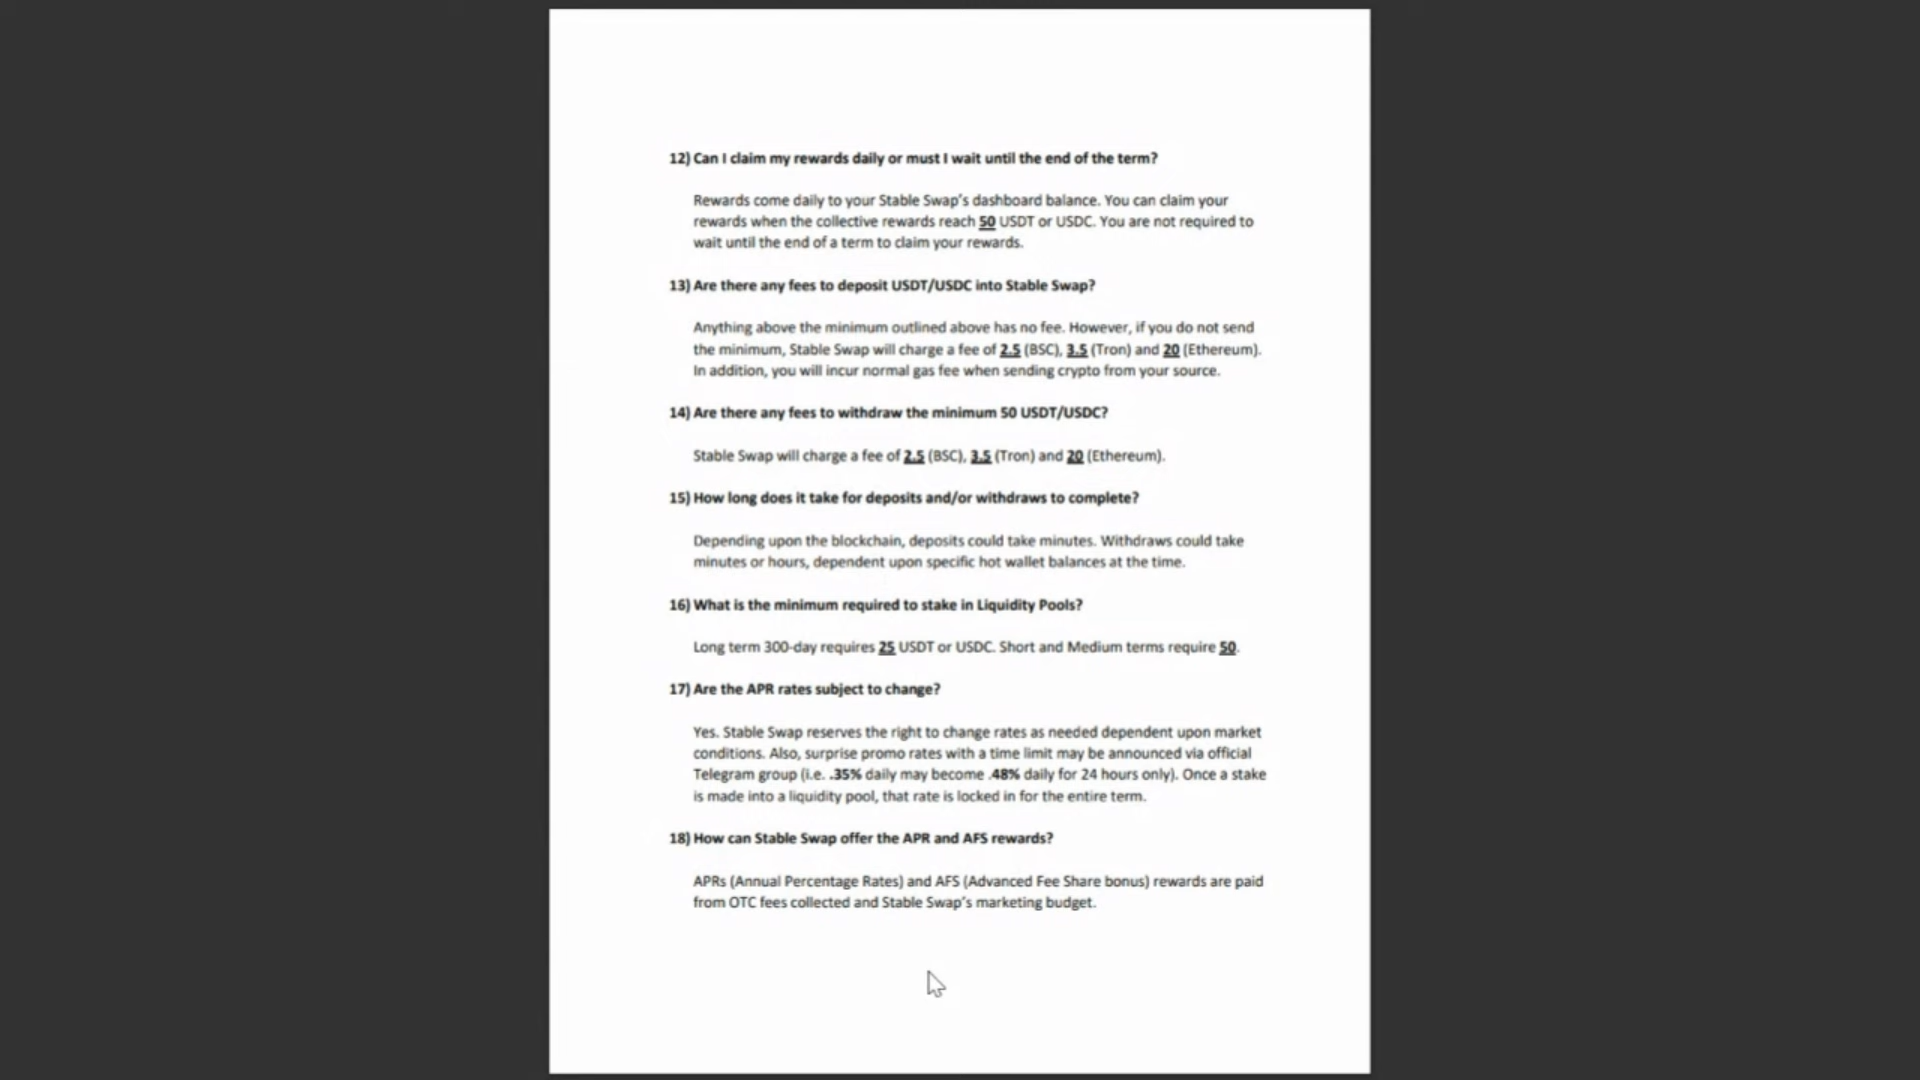 12) Can I claim my rewards daily or must I wait until the end of the term?
Rewards come daily to your Stable Swap's dashboard balance. You can claim your
rewards when the collective rewards reach 50 USDT or USDC. You are not required to
wait until the end of a term to claim your rewards.
13) Are there any fees to deposit USDT/USDC into Stable Swap?
Anything above the minimum outlined above has no fee. However, if you do not send
the minimum, Stable Swap will charge a fee of 2.5 (BSC), 3.5 (Tron) and 20 (Ethereum).
In addition, you will incur normal gas fee when sending crypto from your source.
14) Are there any fees to withdraw the minimum 50 USDT/USDC?
Stable Swap will charge a fee of 2.5 (BSC), 3.5 (Tron) and 20 (Ethereum).
15) How long does it take for deposits and/or withdraws to complete?
Depending upon the blockchain, deposits could take minutes. Withdraws could take
minutes or hours, dependent upon specific hot wallet balances at the time.
16) What is the minimum required to stake in Liquidity Pools?
Long term 300-day requires 25 USDT or USDC. Short and Medium terms require 50.
17) Are the APR rates subject to change?
Yes. Stable Swap reserves the right to change rates as needed dependent upon market
conditions. Also, surprise promo rates with a time limit may be announced via official
Telegram group (i.e. .35% daily may become .48% daily for 24 hours only). Once a stake
is made into a liquidity pool, that rate is locked in for the entire term.
18) How can Stable Swap offer the APR and AFS rewards?
APRs (Annual Percentage Rates) and AFS (Advanced Fee Share bonus) rewards are paid
from OTC fees collected and Stable Swap's marketing budget.